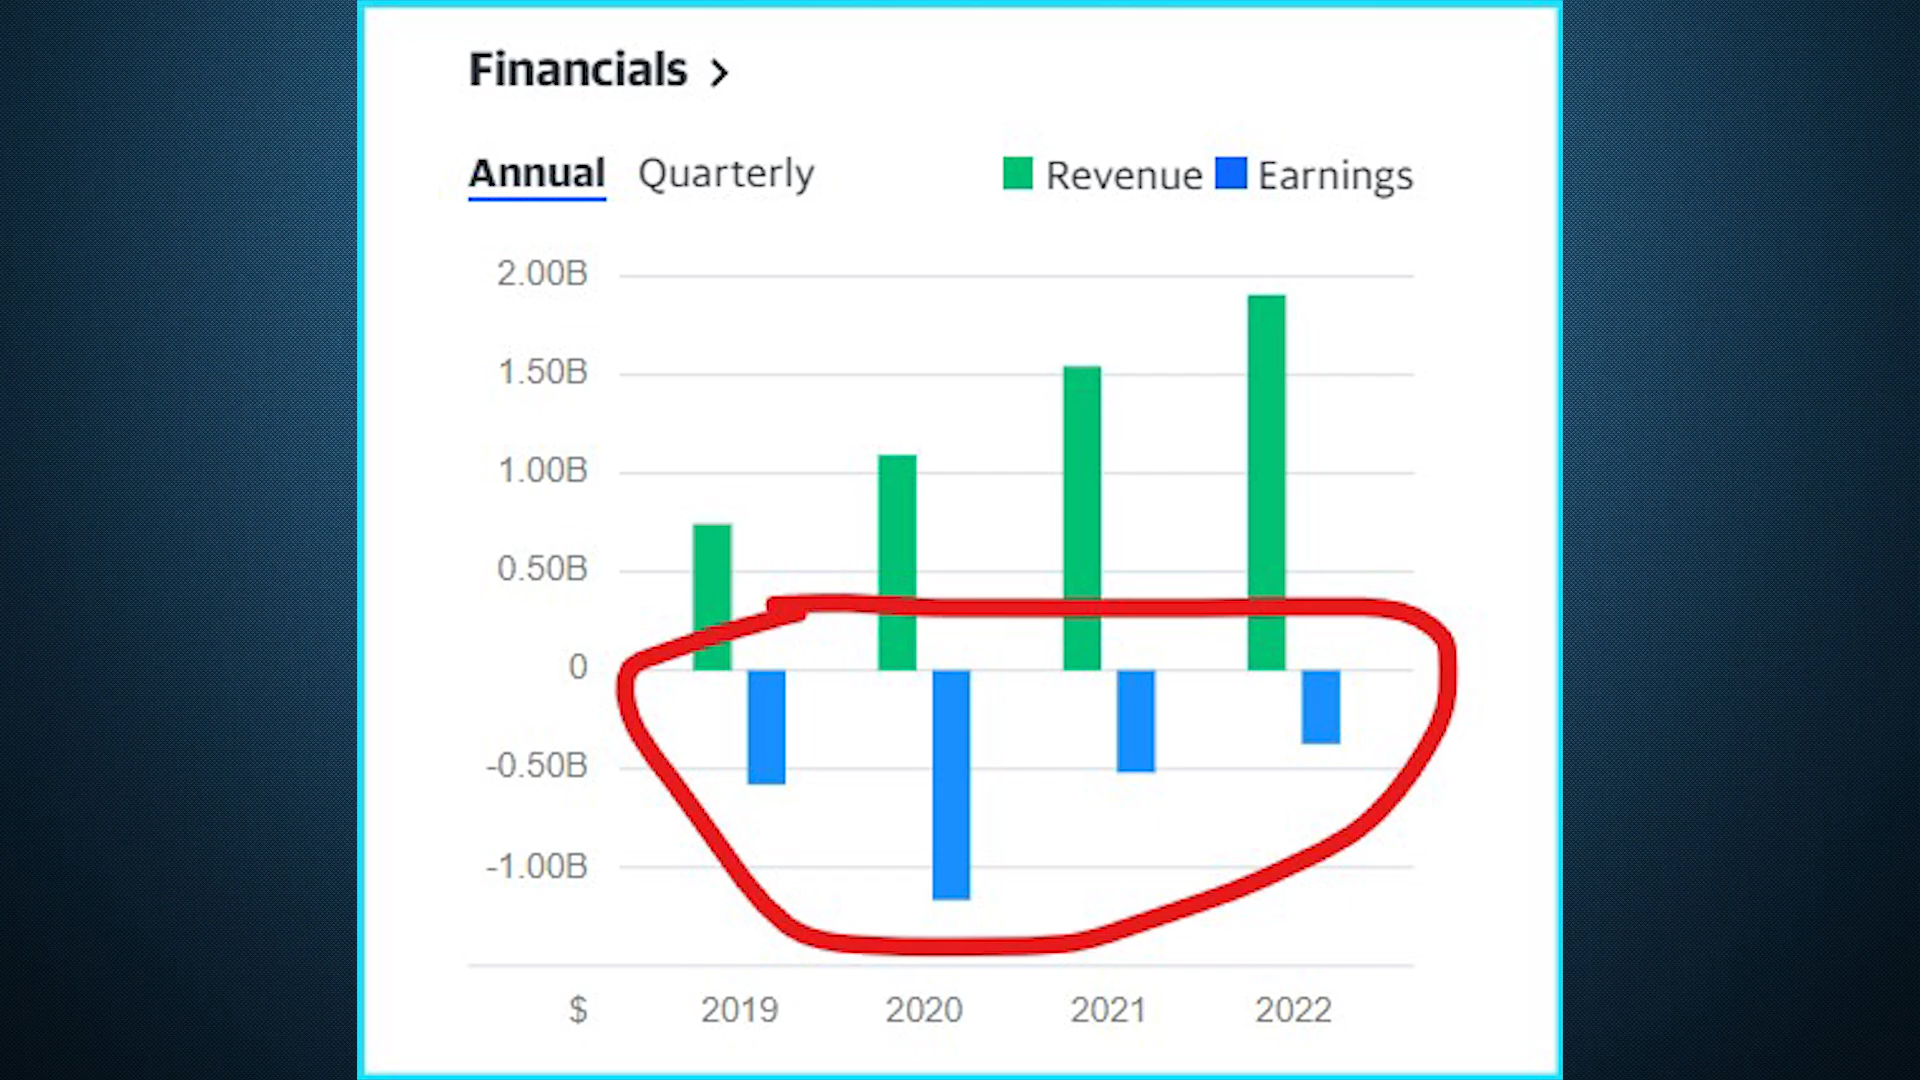 Financials >
Annual Quarterly Revenue Earnings
2.00B
1.50B
1.00B
0.50B
0
-0.50B
-1.00B
$ 2019 2020 2021 2022